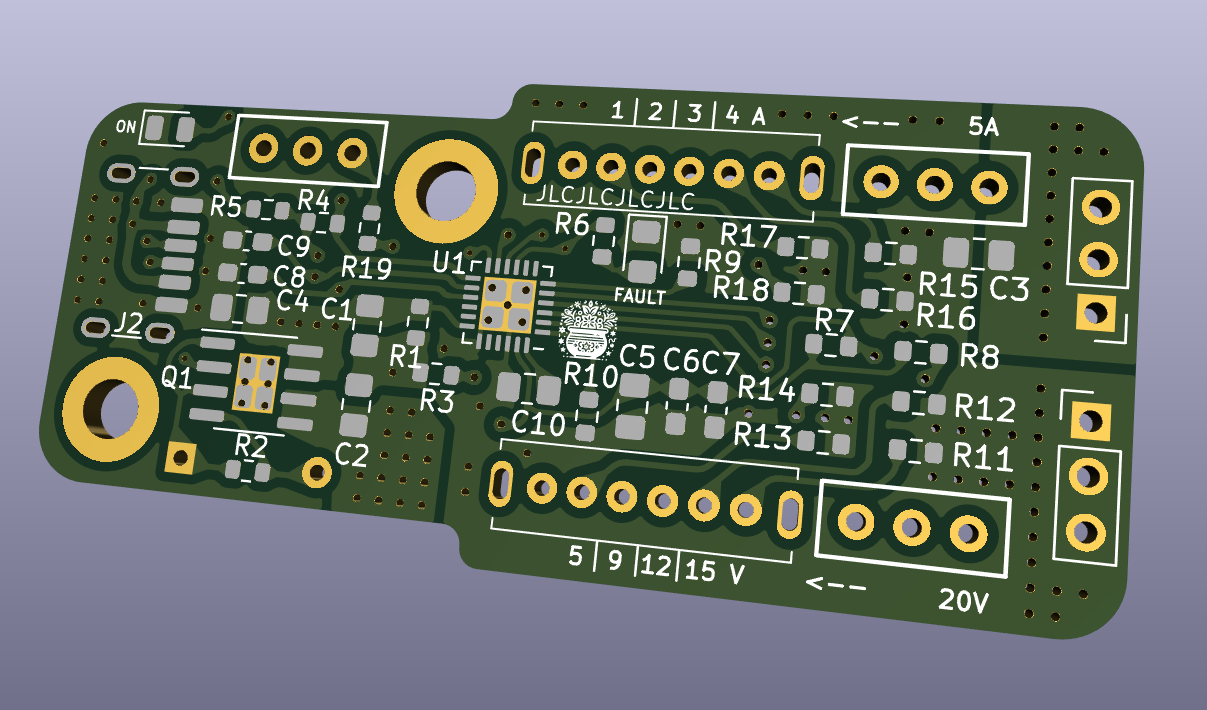 1 | 2 | 3 | 4 A
<--- 5A
ON
JLCJLCJLCJLC
R4
R5
R6
R17
C9
R19
U1
R9
C8
R18
R15 C3
C4 C1
FAULT
R16
J2
R7
R1
C5 C6 C7
R8
Q1
R3
R10
R14
R12
C10
R13
R11
R2
C2
5 | 9 | 12 | 15 V
<---
20V